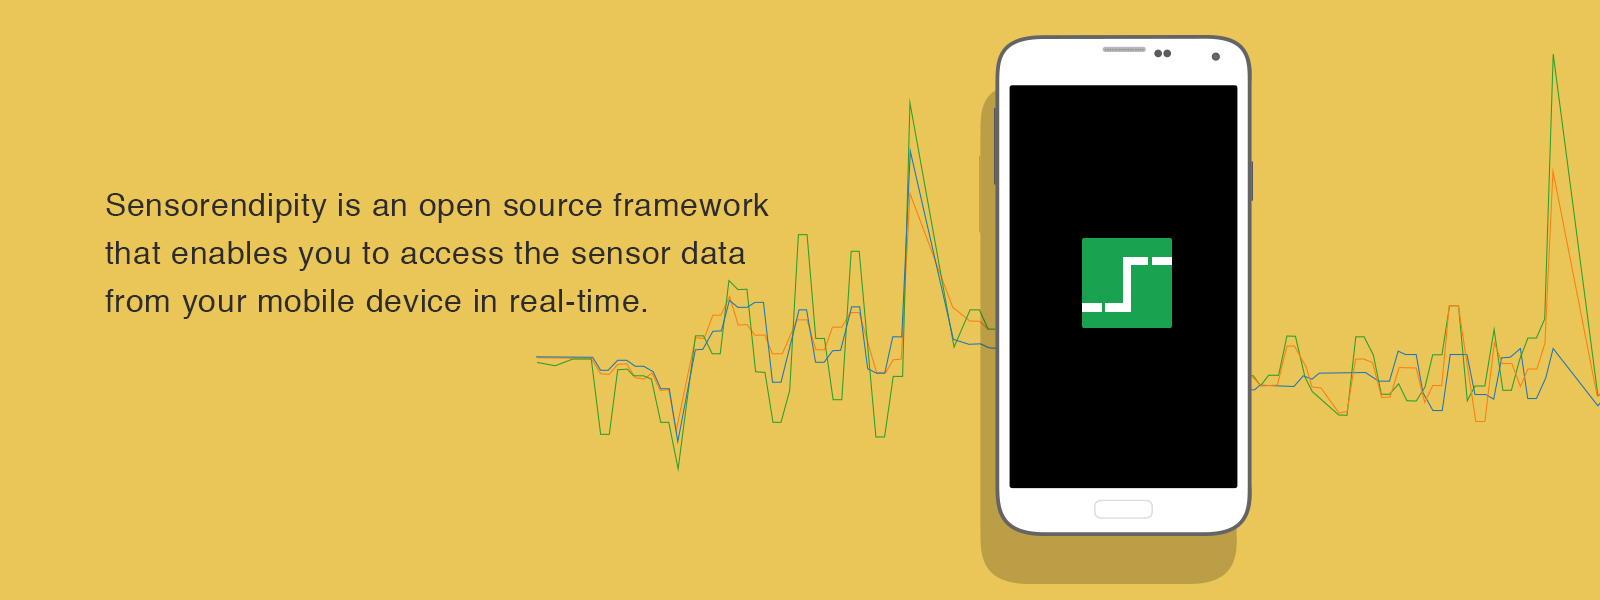 Sensorendipity is an open source framework
that enables you to access the sensor data
from your mobile device in real-time.